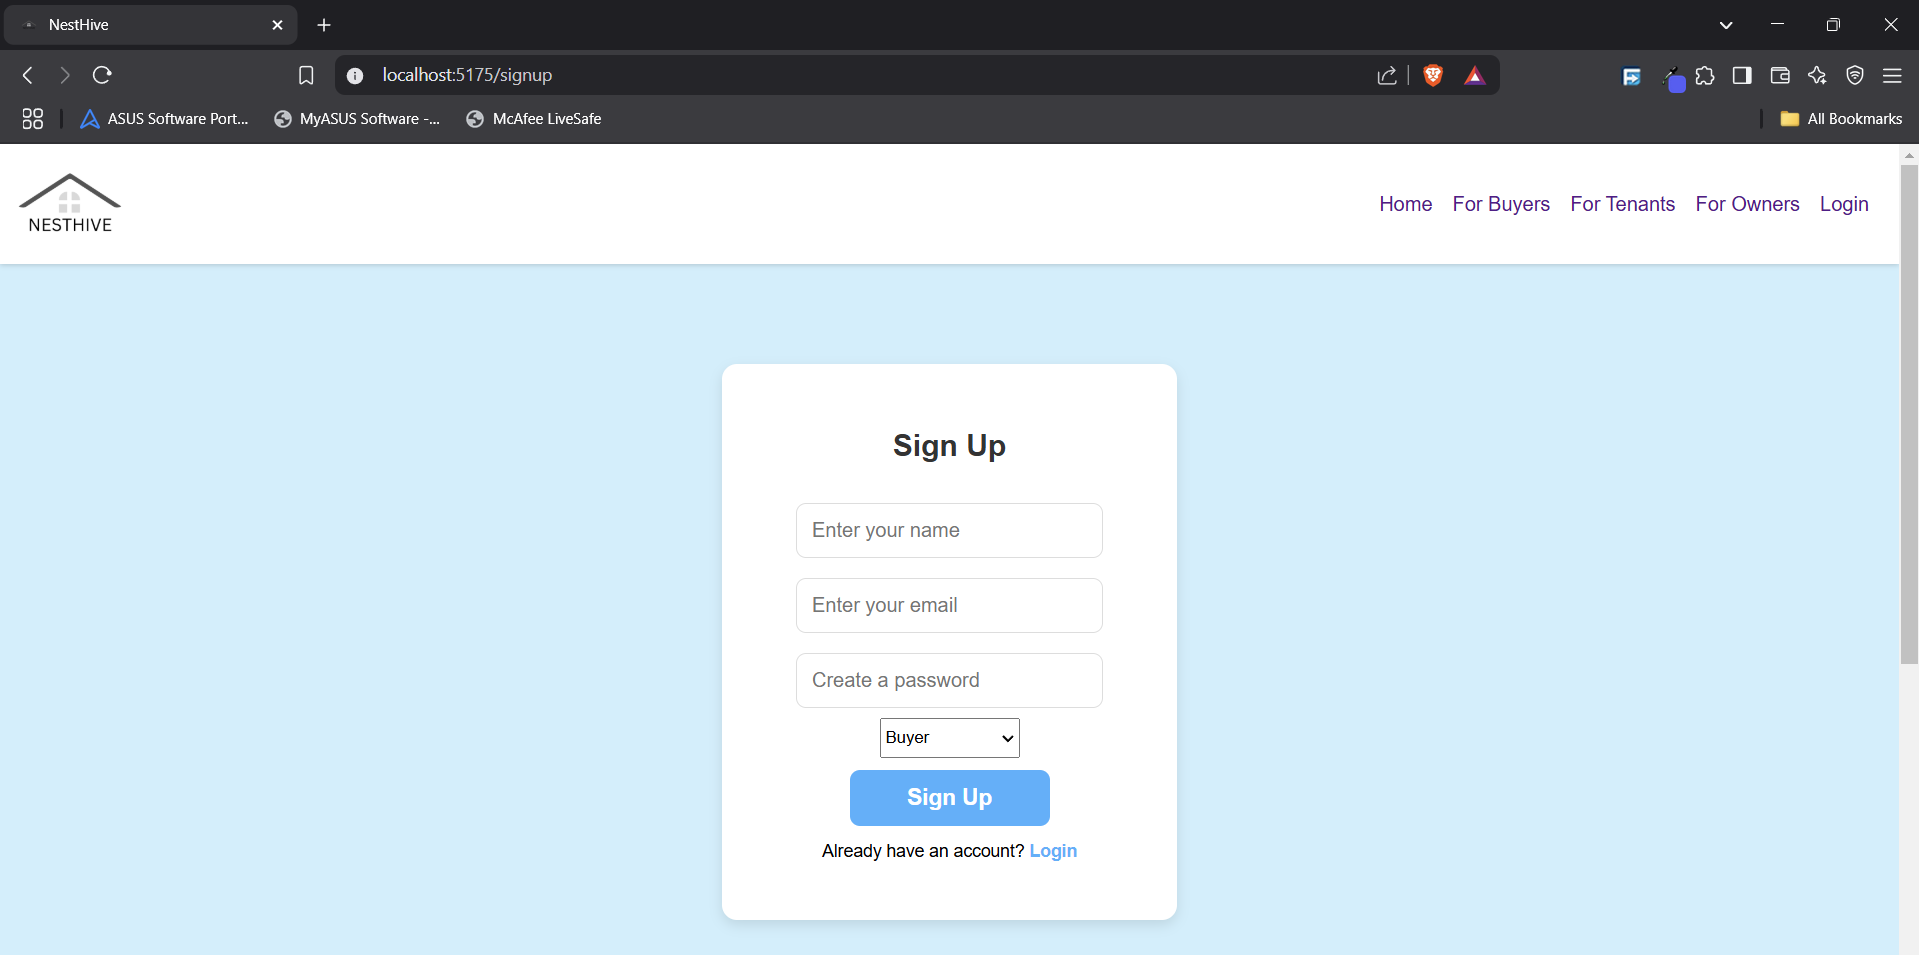 NestHive
localhost:5175/signup
ASUS Software Port...
MyASUS Software -...
McAfee LiveSafe
All Bookmarks
NESTHIVE
Home
For Buyers
For Tenants
For Owners
Login
Sign Up
Enter your name
Enter your email
Create a password
Buyer
Sign Up
Already have an account? Login